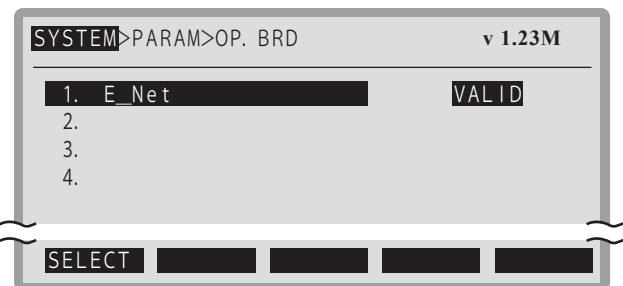 SYSTEM>PARAM>OP. BRD v 1.23M
1. E_Net VALID
2.
3.
4.
SELECT